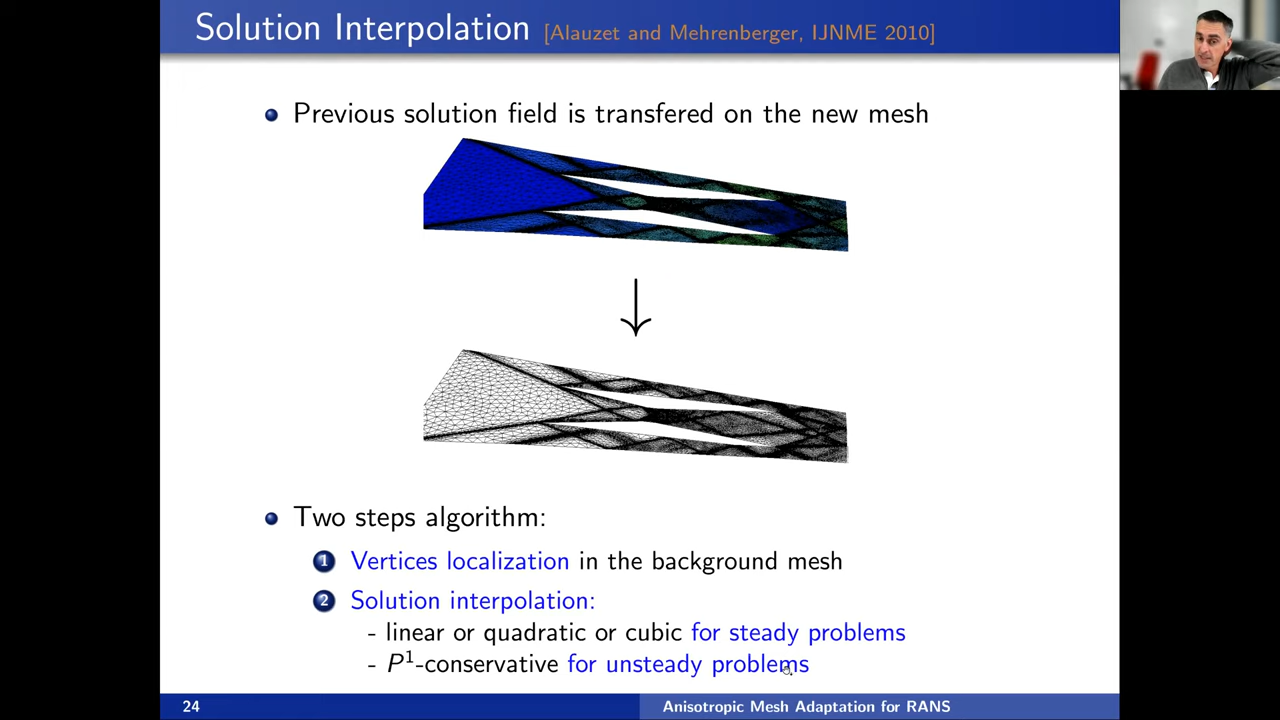 Solution Interpolation [Alauzet and Mehrenberger, IJNME 2010]
Previous solution field is transfered on the new mesh
Two steps algorithm:
1 Vertices localization in the background mesh
2 Solution interpolation:
- linear or quadratic or cubic for steady problems
- P¹-conservative for unsteady problems
24 Anisotropic Mesh Adaptation for RANS